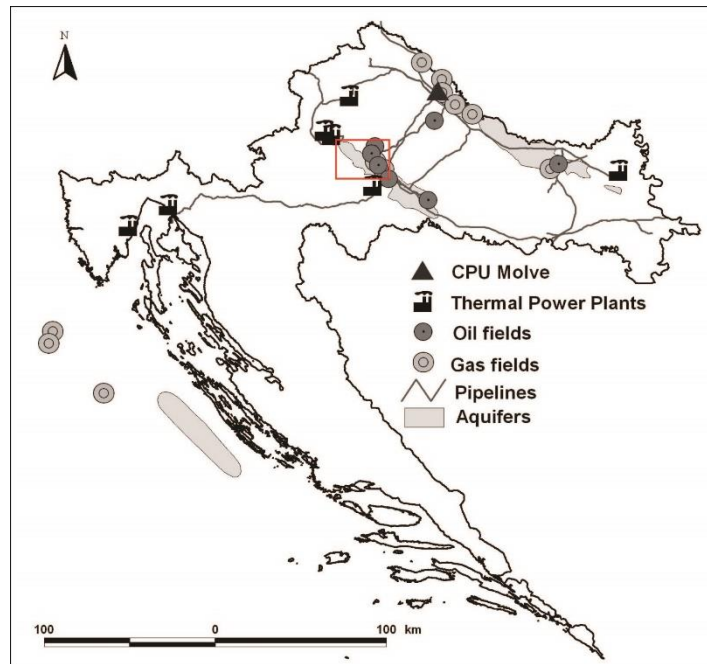 N
CPU Molve
Thermal Power Plants
Oil fields
Gas fields
Pipelines
Aquifers
100 0 100 km